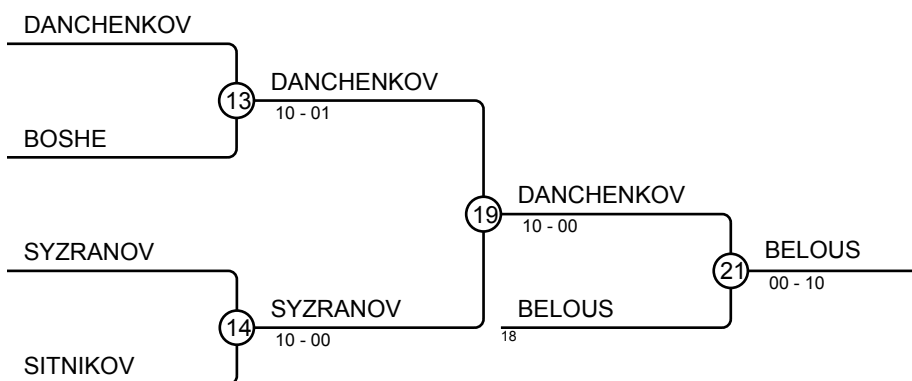 DANCHENKOV
13
DANCHENKOV
10 - 01
BOSHE
19
DANCHENKOV
10 - 00
SYZRANOV
21
BELOUS
00 - 10
14
SYZRANOV
10 - 00
BELOUS
18
SITNIKOV